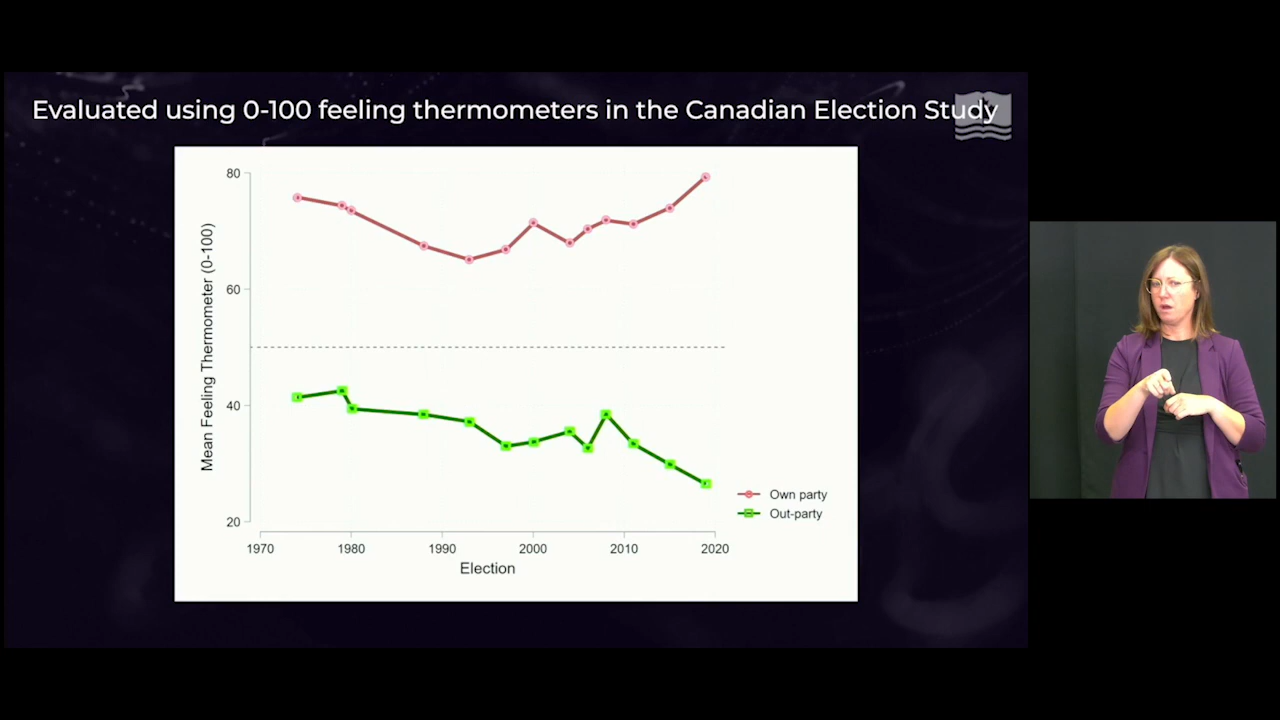 Evaluated using 0-100 feeling thermometers in the Canadian Election Study
80
60
40
20
Mean Feeling Thermometer (0-100)
1970 1980 1990 2000 2010 2020
Election
Own party
Out-party